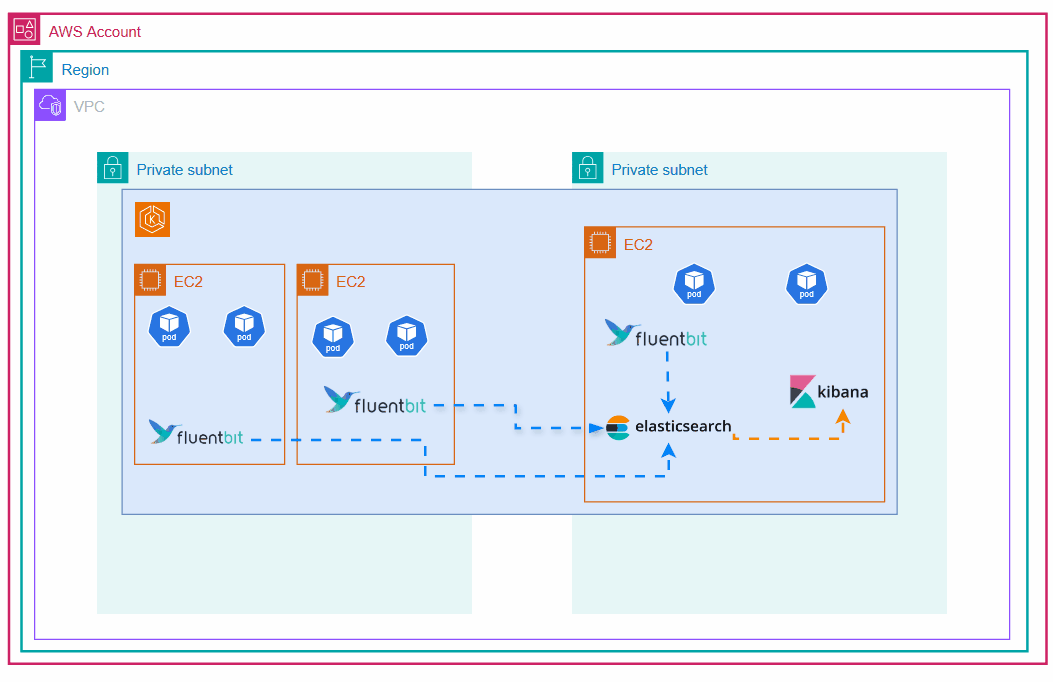 AWS Account
Region
VPC
Private subnet
Private subnet
K
EC2
EC2
EC2
pod
pod
pod
pod
pod
pod
fluentbit
fluentbit
fluentbit
elasticsearch
kibana